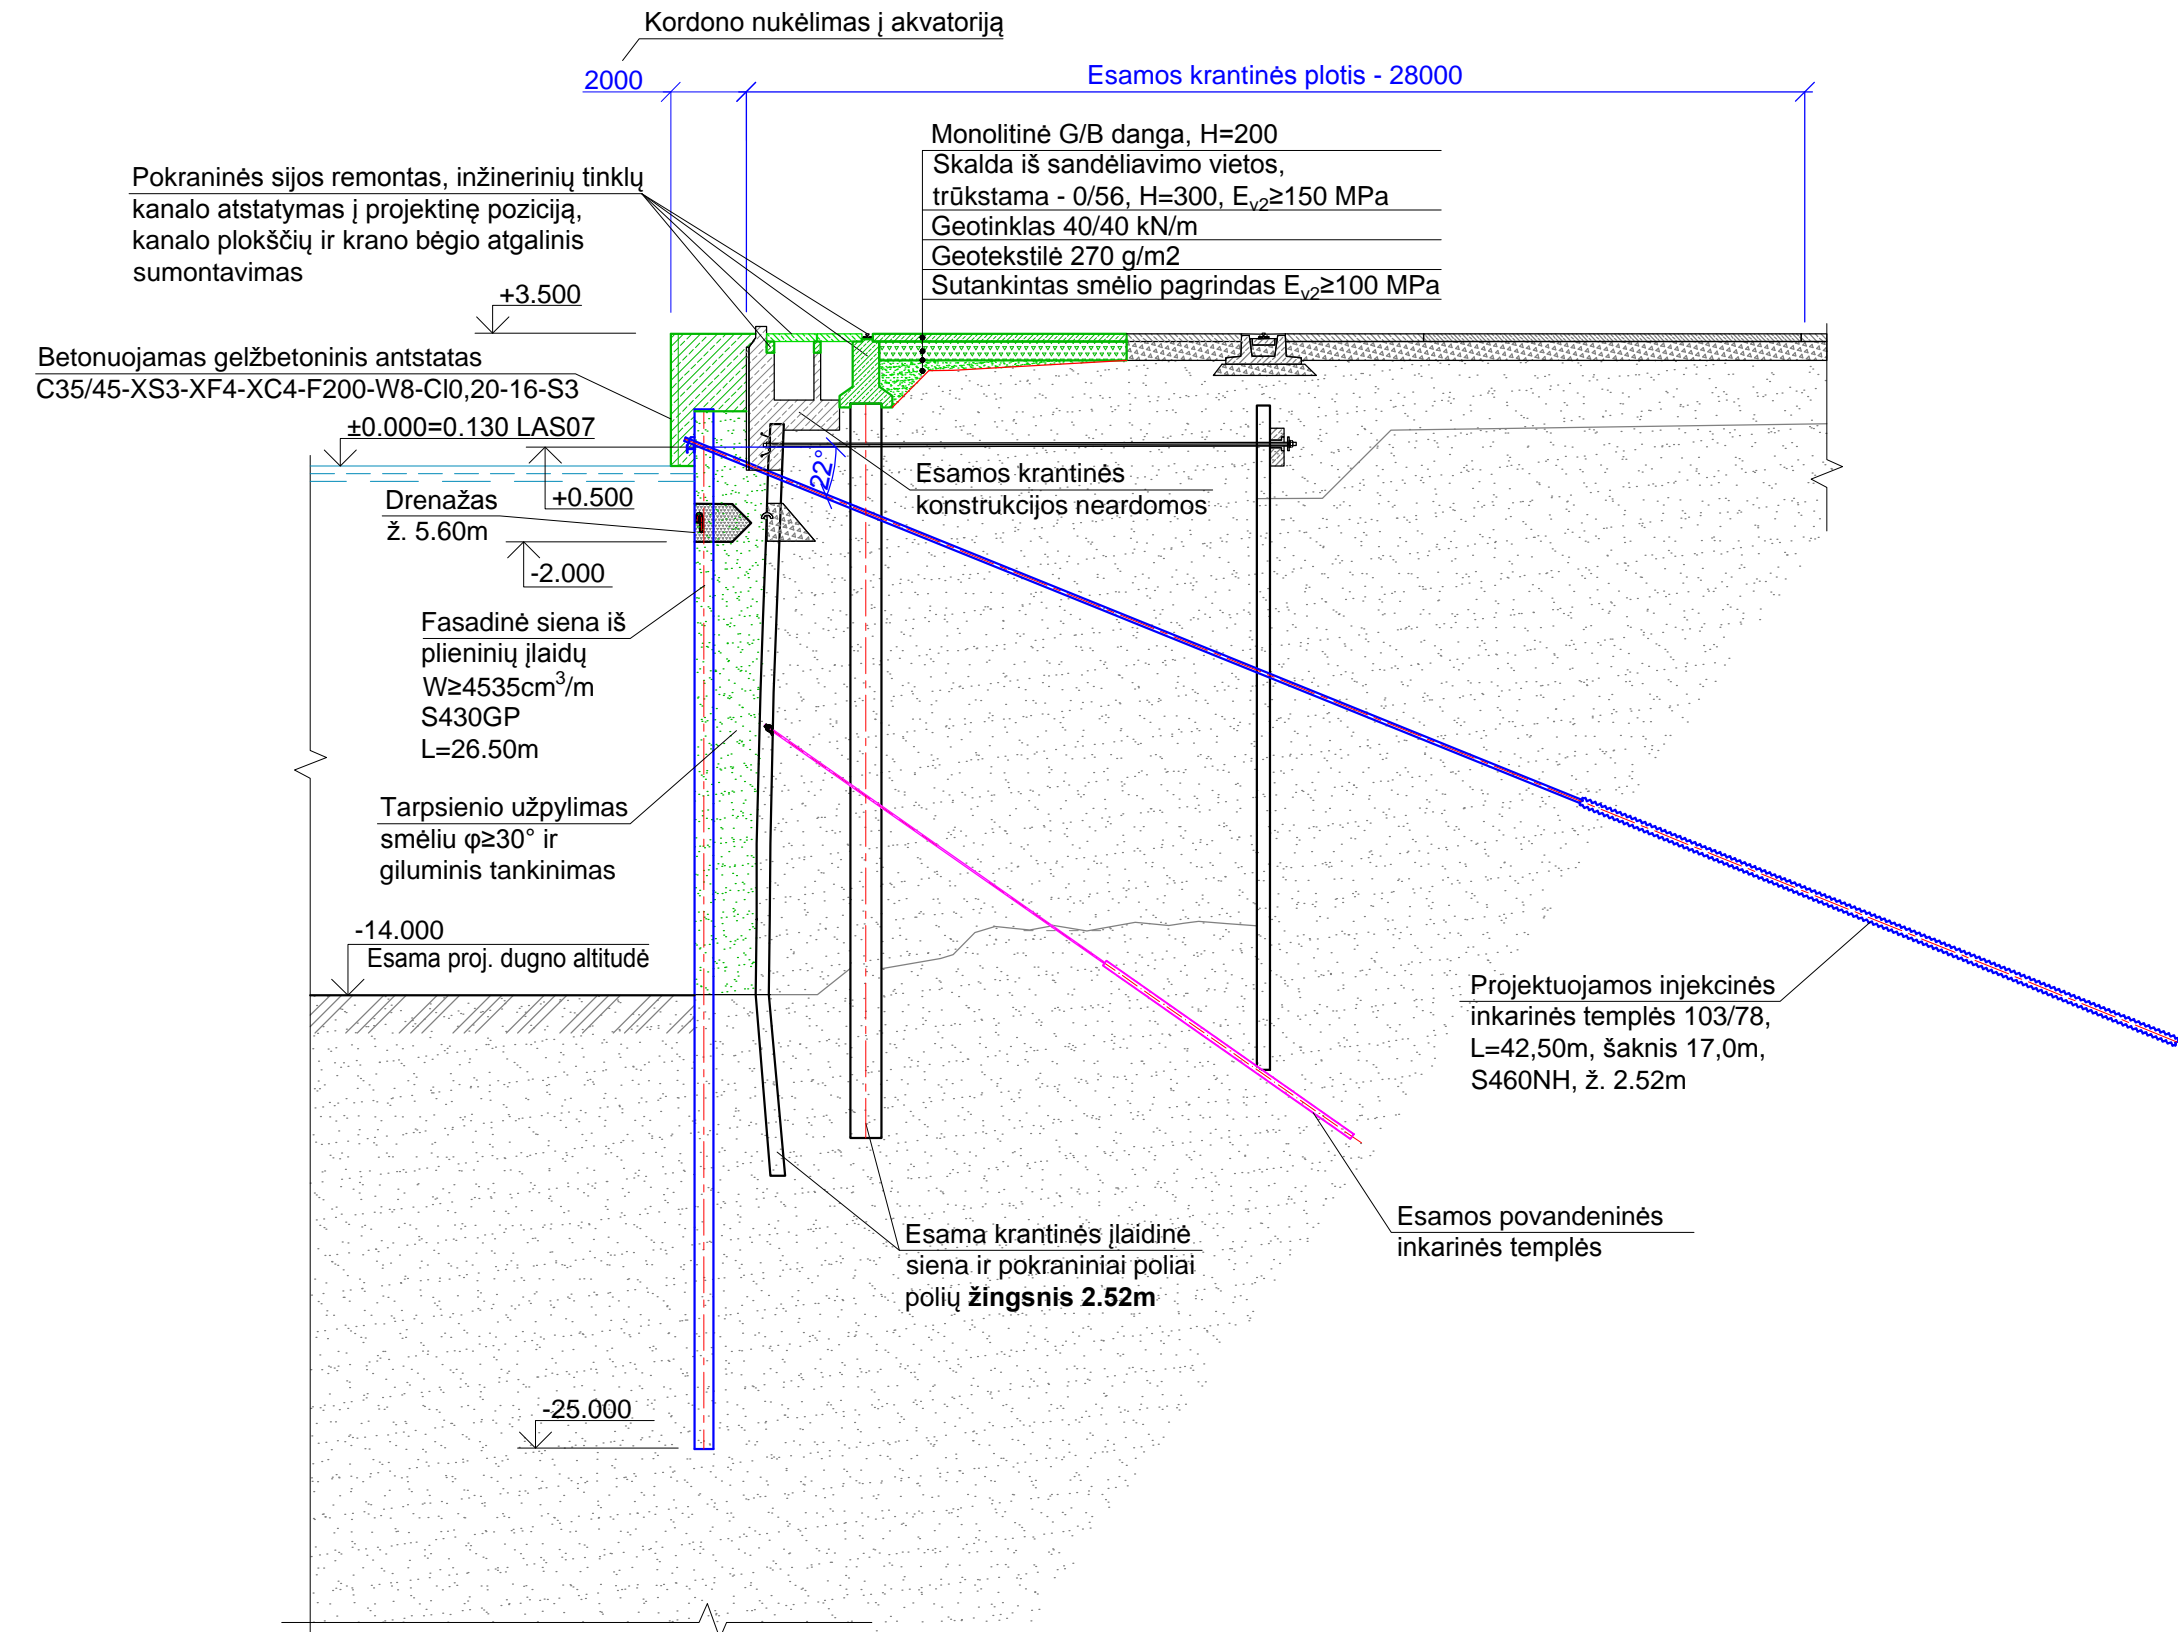 Kordono nukėlimas į akvatoriją
2000
Esamos krantinės plotis - 28000
Monolitinė G/B danga, H=200
Skalda iš sandėliavimo vietos,
trūkstama - 0/56, H=300, Ev2≥150 MPa
Geotinklas 40/40 kN/m
Geotekstilė 270 g/m2
Sutankintas smėlio pagrindas Ev2≥100 MPa
Pokraninės sijos remontas, inžinerinių tinklų
kanalo atstatymas į projektinę poziciją,
kanalo plokščių ir krano bėgio atgalinis
sumontavimas
+3.500
Betonuojamas gelžbetoninis antstatas
C35/45-XS3-XF4-XC4-F200-W8-Cl0,20-16-S3
±0.000=0.130 LAS07
+0.500
22°
Esamos krantinės
konstrukcijos neardomos
Drenažas
ž. 5.60m
-2.000
Fasadinė siena iš
plieninių įlaidų
W≥4535cm³/m
S430GP
L=26.50m
Tarpsienio užpylimas
smėliu φ≥30° ir
giluminis tankinimas
-14.000
Esama proj. dugno altitudė
Projektuojamos injekcinės
inkarinės templės 103/78,
L=42,50m, šaknis 17,0m,
S460NH, ž. 2.52m
Esamos povandeninės
inkarinės templės
Esama krantinės įlaidinė
siena ir pokraniniai poliai
polių žingsnis 2.52m
-25.000